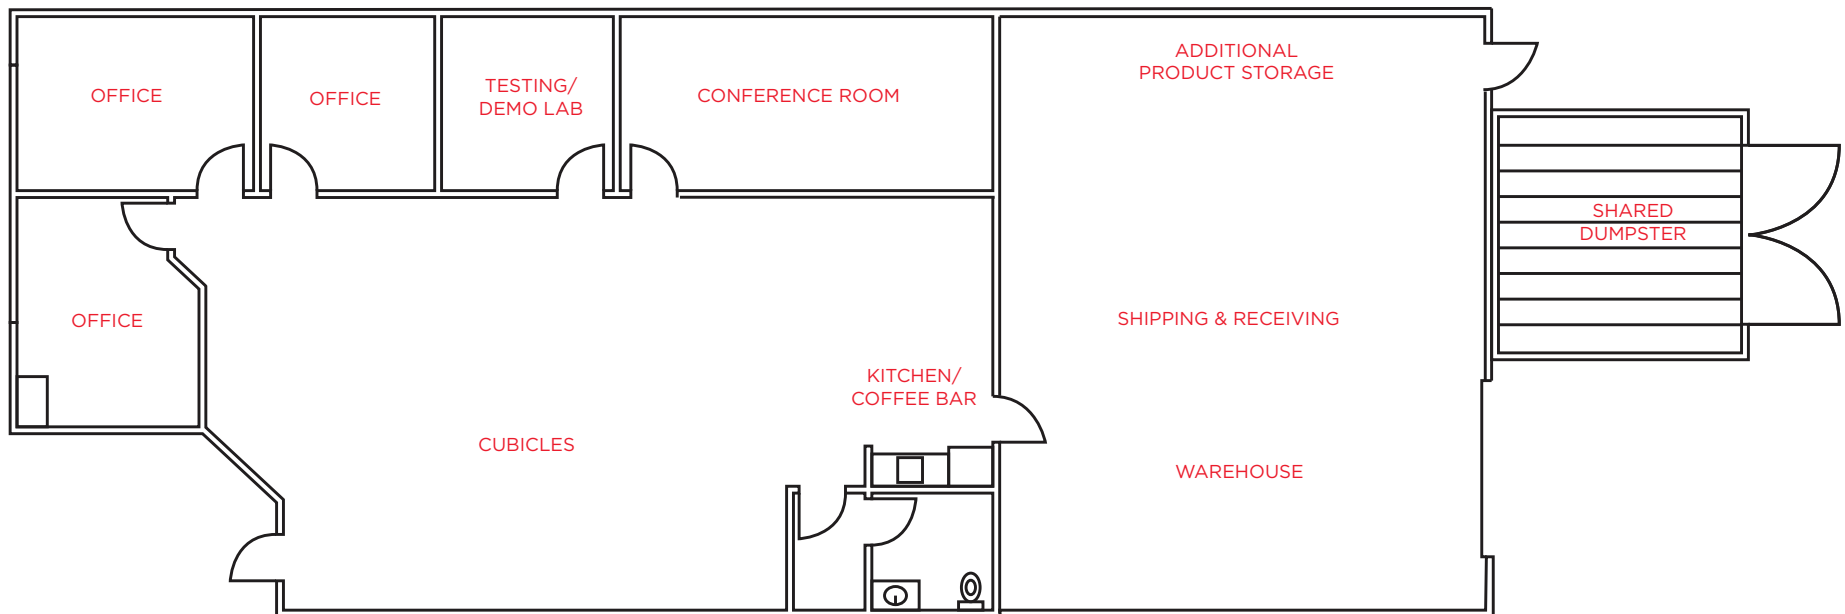 OFFICE
OFFICE
TESTING/
DEMO LAB
CONFERENCE ROOM
ADDITIONAL
PRODUCT STORAGE
SHARED
DUMPSTER
OFFICE
SHIPPING & RECEIVING
KITCHEN/
COFFEE BAR
CUBICLES
WAREHOUSE